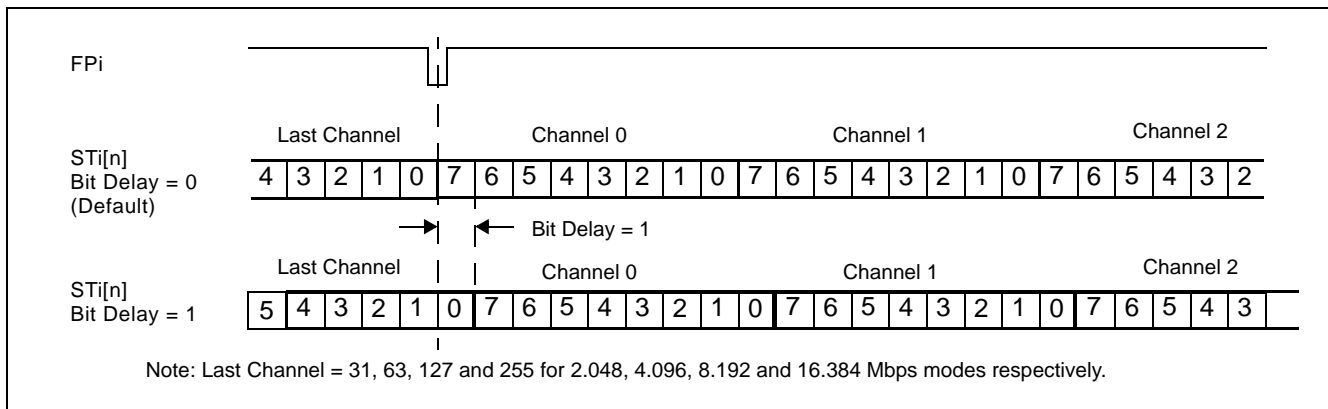 FPi
Last Channel Channel 0 Channel 1 Channel 2
STi[n]
Bit Delay = 0
(Default)
4 3 2 1 0 7 6 5 4 3 2 1 0 7 6 5 4 3 2 1 0 7 6 5 4 3 2
Bit Delay = 1
Last Channel Channel 0 Channel 1 Channel 2
STi[n]
Bit Delay = 1
5 4 3 2 1 0 7 6 5 4 3 2 1 0 7 6 5 4 3 2 1 0 7 6 5 4 3
Note: Last Channel = 31, 63, 127 and 255 for 2.048, 4.096, 8.192 and 16.384 Mbps modes respectively.